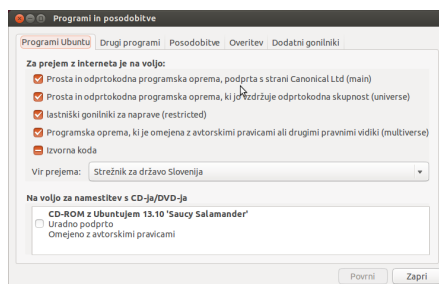 Programi in posodobitve
Programi Ubuntu Drugi programi Posodobitve Overitev Dodatni gonilniki
Za prejem z interneta je na voljo:
Prosta in odprtokodna programska oprema, podprta s strani Canonical Ltd (main)
Prosta in odprtokodna programska oprema, ki jo vzdržuje odprtokodna skupnost (universe)
lastniški gonilniki za naprave (restricted)
Programska oprema, ki je omejena z avtorskimi pravicami ali drugimi pravnimi vidiki (multiverse)
Izvorna koda
Vir prejema: Strežnik za državo Slovenija
Na voljo za namestitev s CD-ja/DVD-ja
CD-ROM z Ubuntujem 13.10 'Saucy Salamander'
Uradno podprto
Omejeno z avtorskimi pravicami
Povrni Zapri